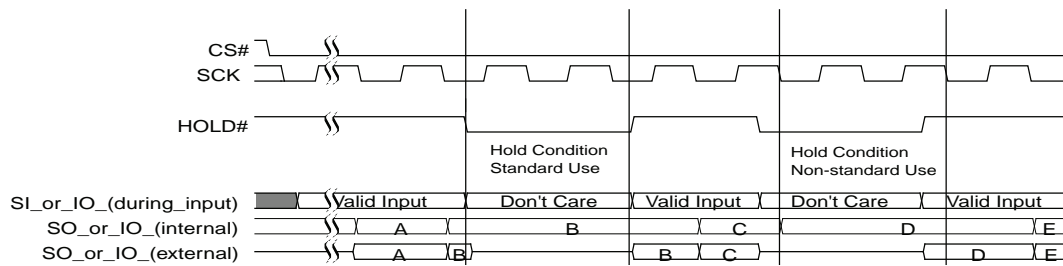 CS#
SCK
HOLD#
Hold Condition
Standard Use
Hold Condition
Non-standard Use
SI_or_IO_(during_input) Valid Input Don't Care Valid Input Don't Care Valid Input
SO_or_IO_(internal) A B C D E
SO_or_IO_(external) A B B C D E